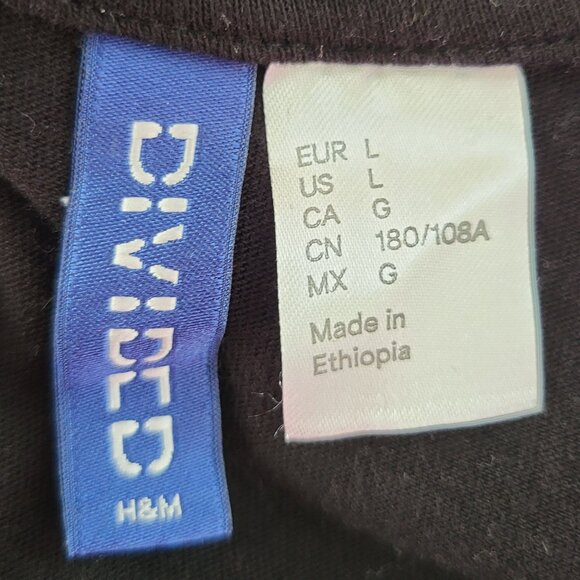 DIVIDED
H&M
EUR L
US L
CA G
CN 180/108A
MX G
Made in
Ethiopia